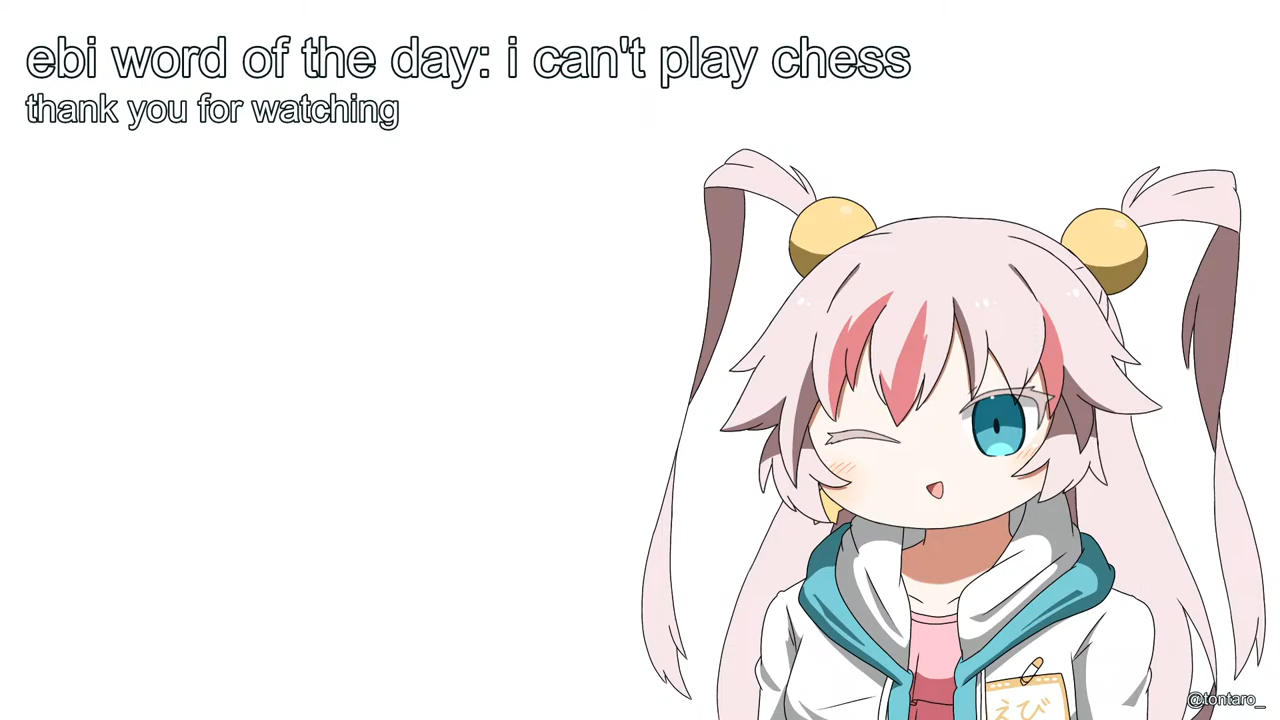 ebi word of the day: i can't play chess
thank you for watching
えび
@tontaro_